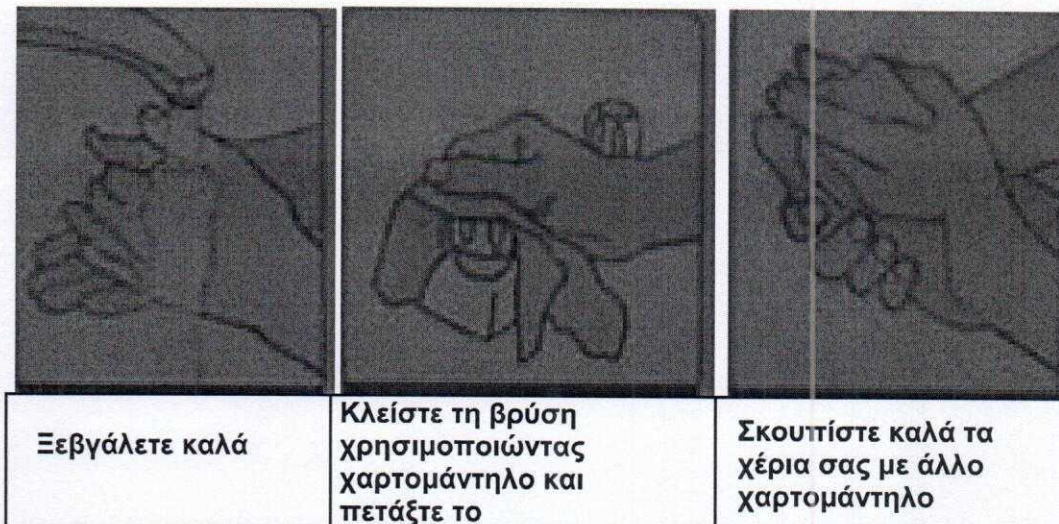 Ξεβγάλετε καλά
Κλείστε τη βρύση
χρησιμοποιώντας
χαρτομάντηλο και
πετάξτε το
Σκουπίστε καλά τα
χέρια σας με άλλο
χαρτομάντηλο